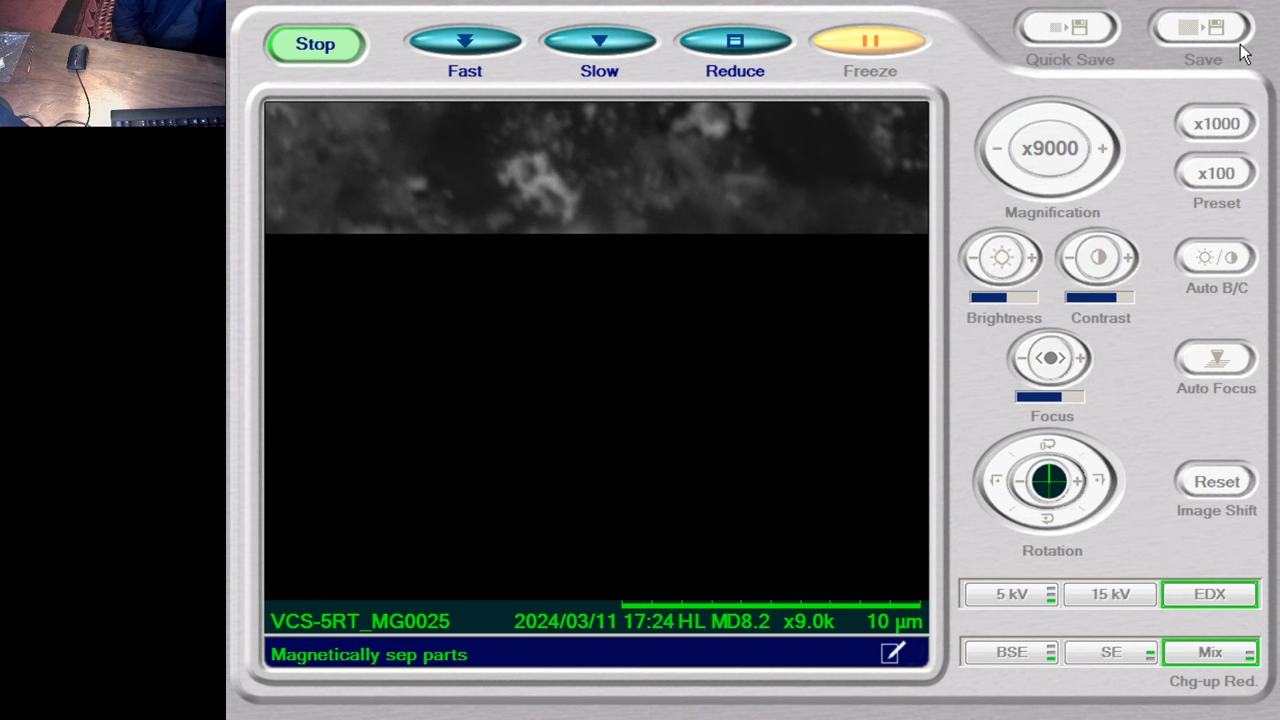 Stop
Fast
Slow
Reduce
Freeze
Quick Save
Save
x9000
Magnification
x1000
x100
Preset
Brightness
Contrast
Auto B/C
Focus
Auto Focus
Rotation
Reset
Image Shift
5 kV
15 kV
EDX
BSE
SE
Mix
Chg-up Red.
VCS-5RT_MG0025
2024/03/11 17:24 HL MD8.2 x9.0k 10 µm
Magnetically sep parts